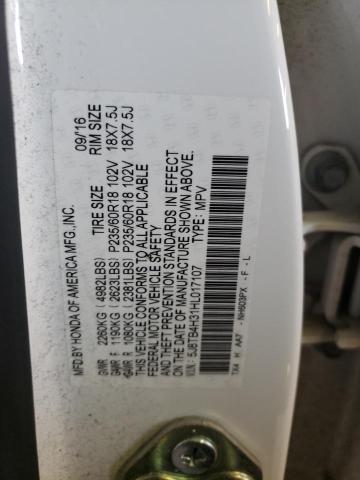 MFD.BY HONDA OF AMERICA MFG.,INC. 09/16
TIRE SIZE RIM SIZE
GVWR 2260KG ( 4982LBS)
GAWR F 1190KG ( 2623LBS) P235/60R18 102V 18X7.5J
GAWR R 1080KG ( 2381LBS) P235/60R18 102V 18X7.5J
THIS VEHICLE CONFORMS TO ALL APPLICABLE
FEDERAL MOTOR VEHICLE SAFETY
AND THEFT PREVENTION STANDARDS IN EFFECT
ON THE DATE OF MANUFACTURE SHOWN ABOVE.
V.I.N. 5J8TB4H31HL017107 TYPE: MPV
TX4 H AA7 NH603PX - F - L